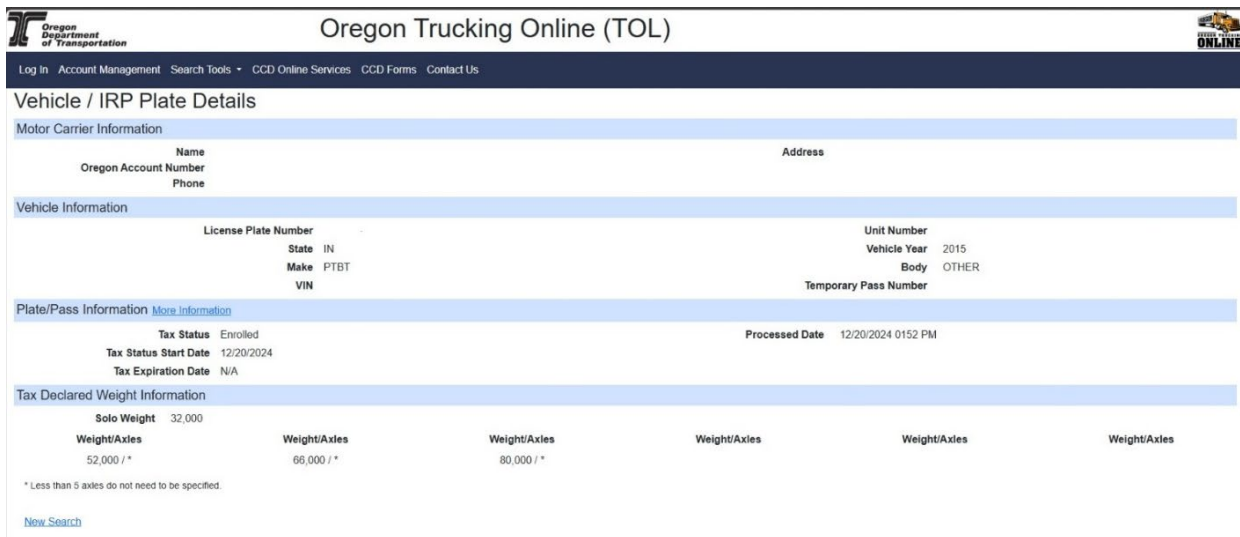 Oregon
Department
of Transportation
Oregon Trucking Online (TOL)
OREGON TRUCKING
ONLINE
Log In Account Management Search Tools CCD Online Services CCD Forms Contact Us
Vehicle / IRP Plate Details
Motor Carrier Information
Name Address
Oregon Account Number
Phone
Vehicle Information
License Plate Number Unit Number
State IN Vehicle Year 2015
Make PTBT Body OTHER
VIN Temporary Pass Number
Plate/Pass Information More Information
Tax Status Enrolled Processed Date 12/20/2024 0152 PM
Tax Status Start Date 12/20/2024
Tax Expiration Date N/A
Tax Declared Weight Information
Solo Weight 32,000
Weight/Axles Weight/Axles Weight/Axles Weight/Axles Weight/Axles Weight/Axles
52,000 / * 66,000 / * 80,000 / *
* Less than 5 axles do not need to be specified.
New Search